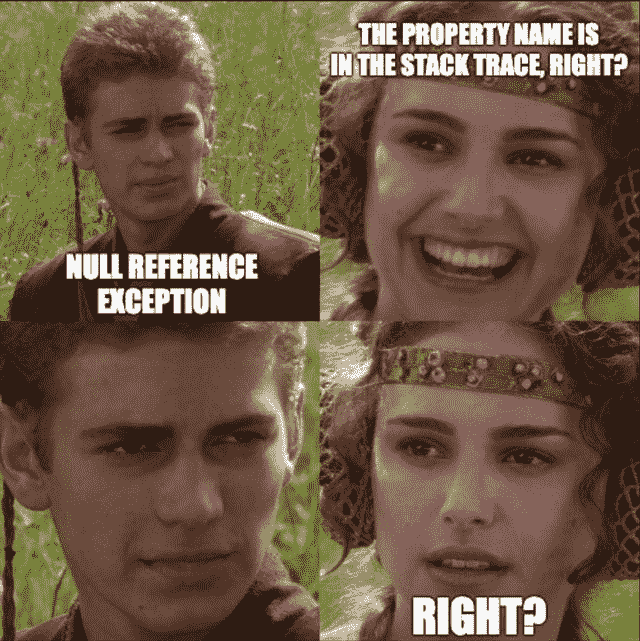 NULL REFERENCE
EXCEPTION
THE PROPERTY NAME IS
IN THE STACK TRACE, RIGHT?
RIGHT?